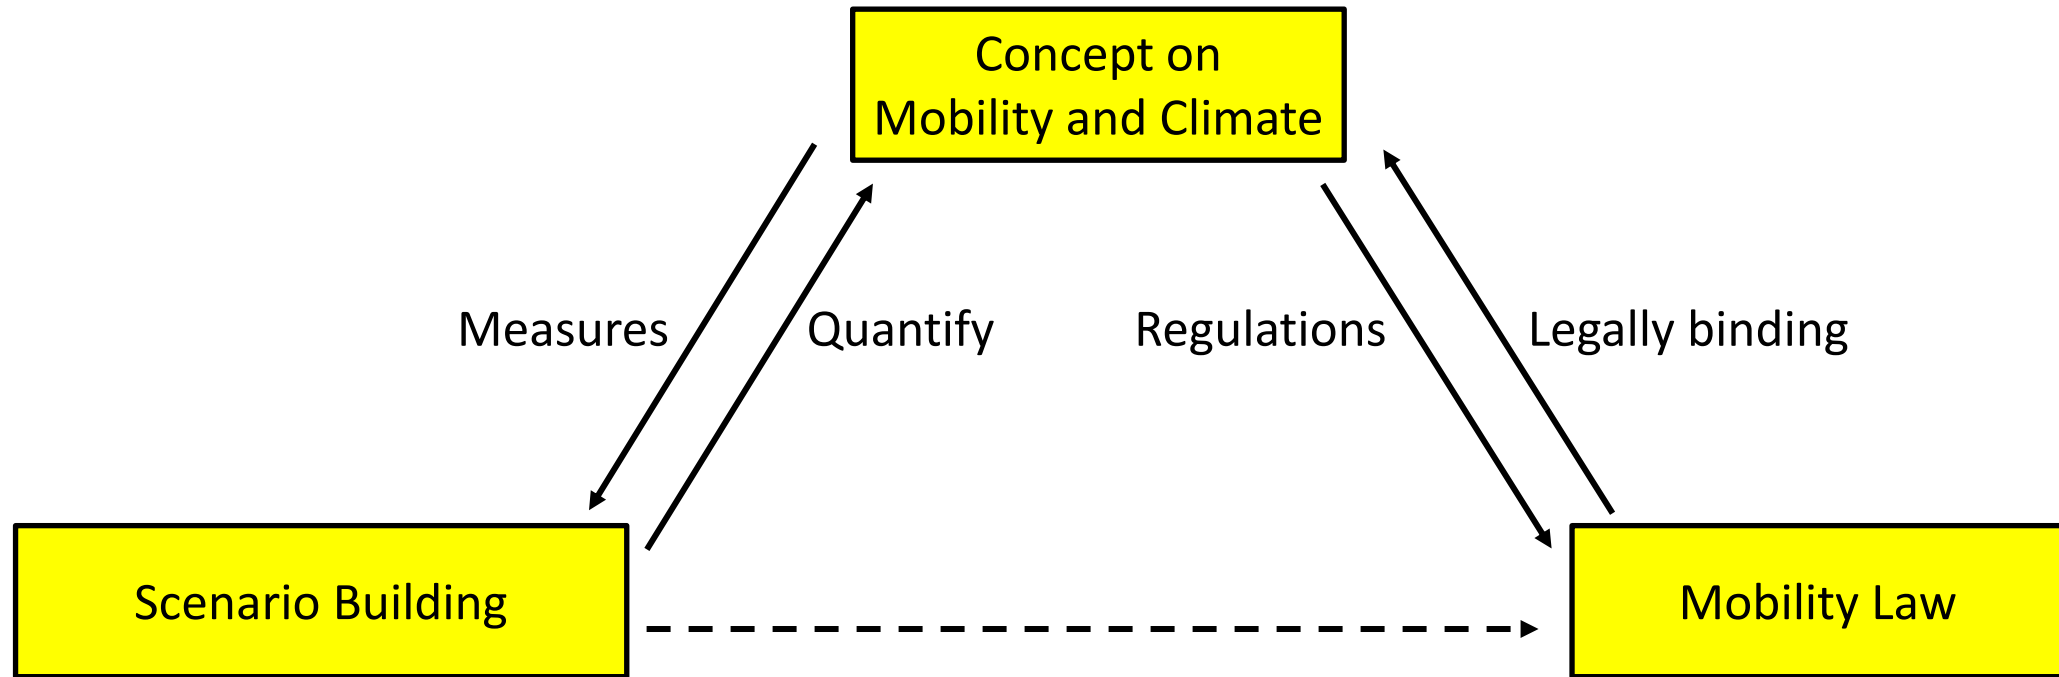 Concept on
Mobility and Climate
Measures
Quantify
Regulations
Legally binding
Scenario Building
Mobility Law